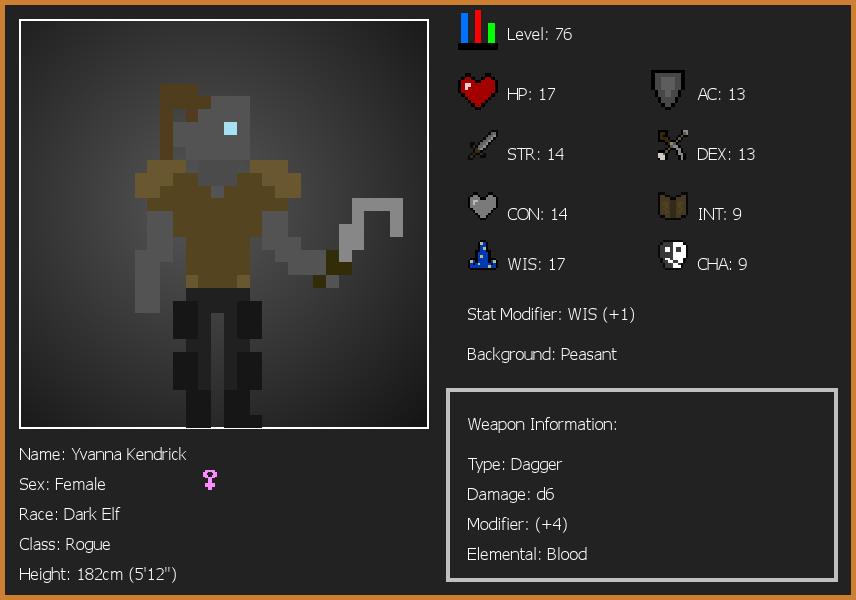 Level: 76
HP: 17
AC: 13
STR: 14
DEX: 13
CON: 14
INT: 9
WIS: 17
CHA: 9
Stat Modifier: WIS (+1)
Background: Peasant
Weapon Information:
Type: Dagger
Damage: d6
Modifier: (+4)
Elemental: Blood
Name: Yvanna Kendrick
Sex: Female
Race: Dark Elf
Class: Rogue
Height: 182cm (5'12")